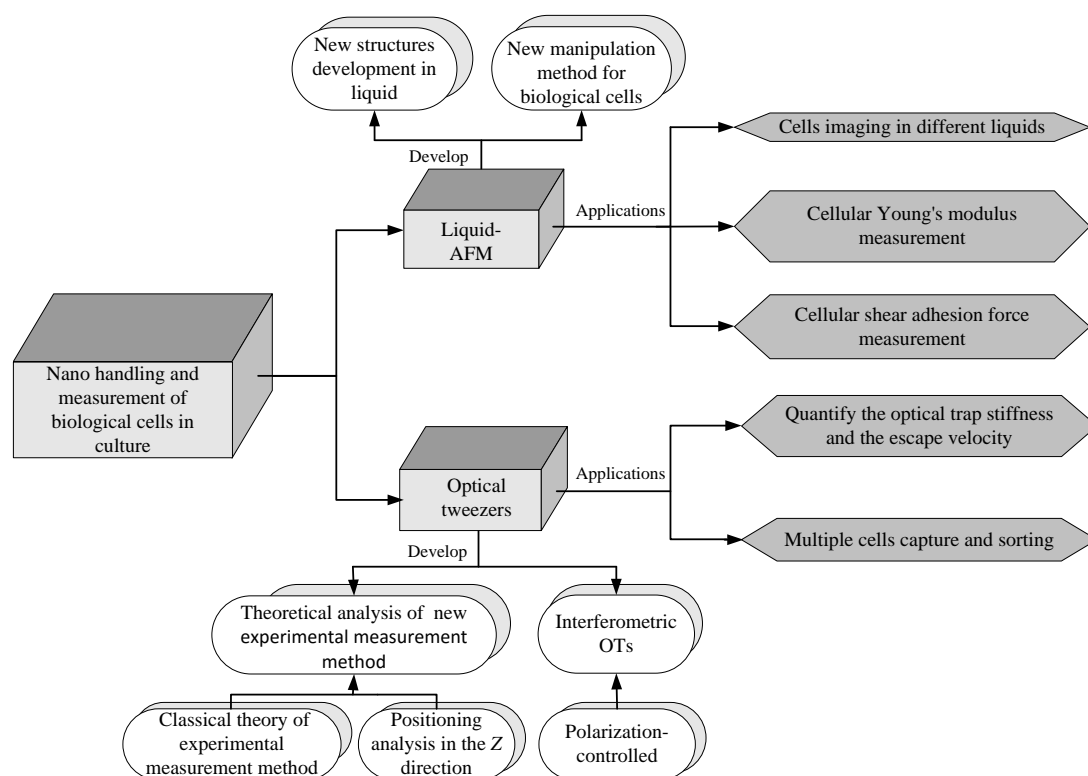 New structures
development in
liquid
New manipulation
method for
biological cells
Develop
Cells imaging in different liquids
Applications
Liquid-
AFM
Cellular Young's modulus
measurement
Cellular shear adhesion force
measurement
Nano handling and
measurement of
biological cells in
culture
Quantify the optical trap stiffness
and the escape velocity
Applications
Optical
tweezers
Multiple cells capture and sorting
Develop
Theoretical analysis of new
experimental measurement
method
Interferometric
OTs
Classical theory of
experimental
measurement method
Positioning
analysis in the Z
direction
Polarization-
controlled